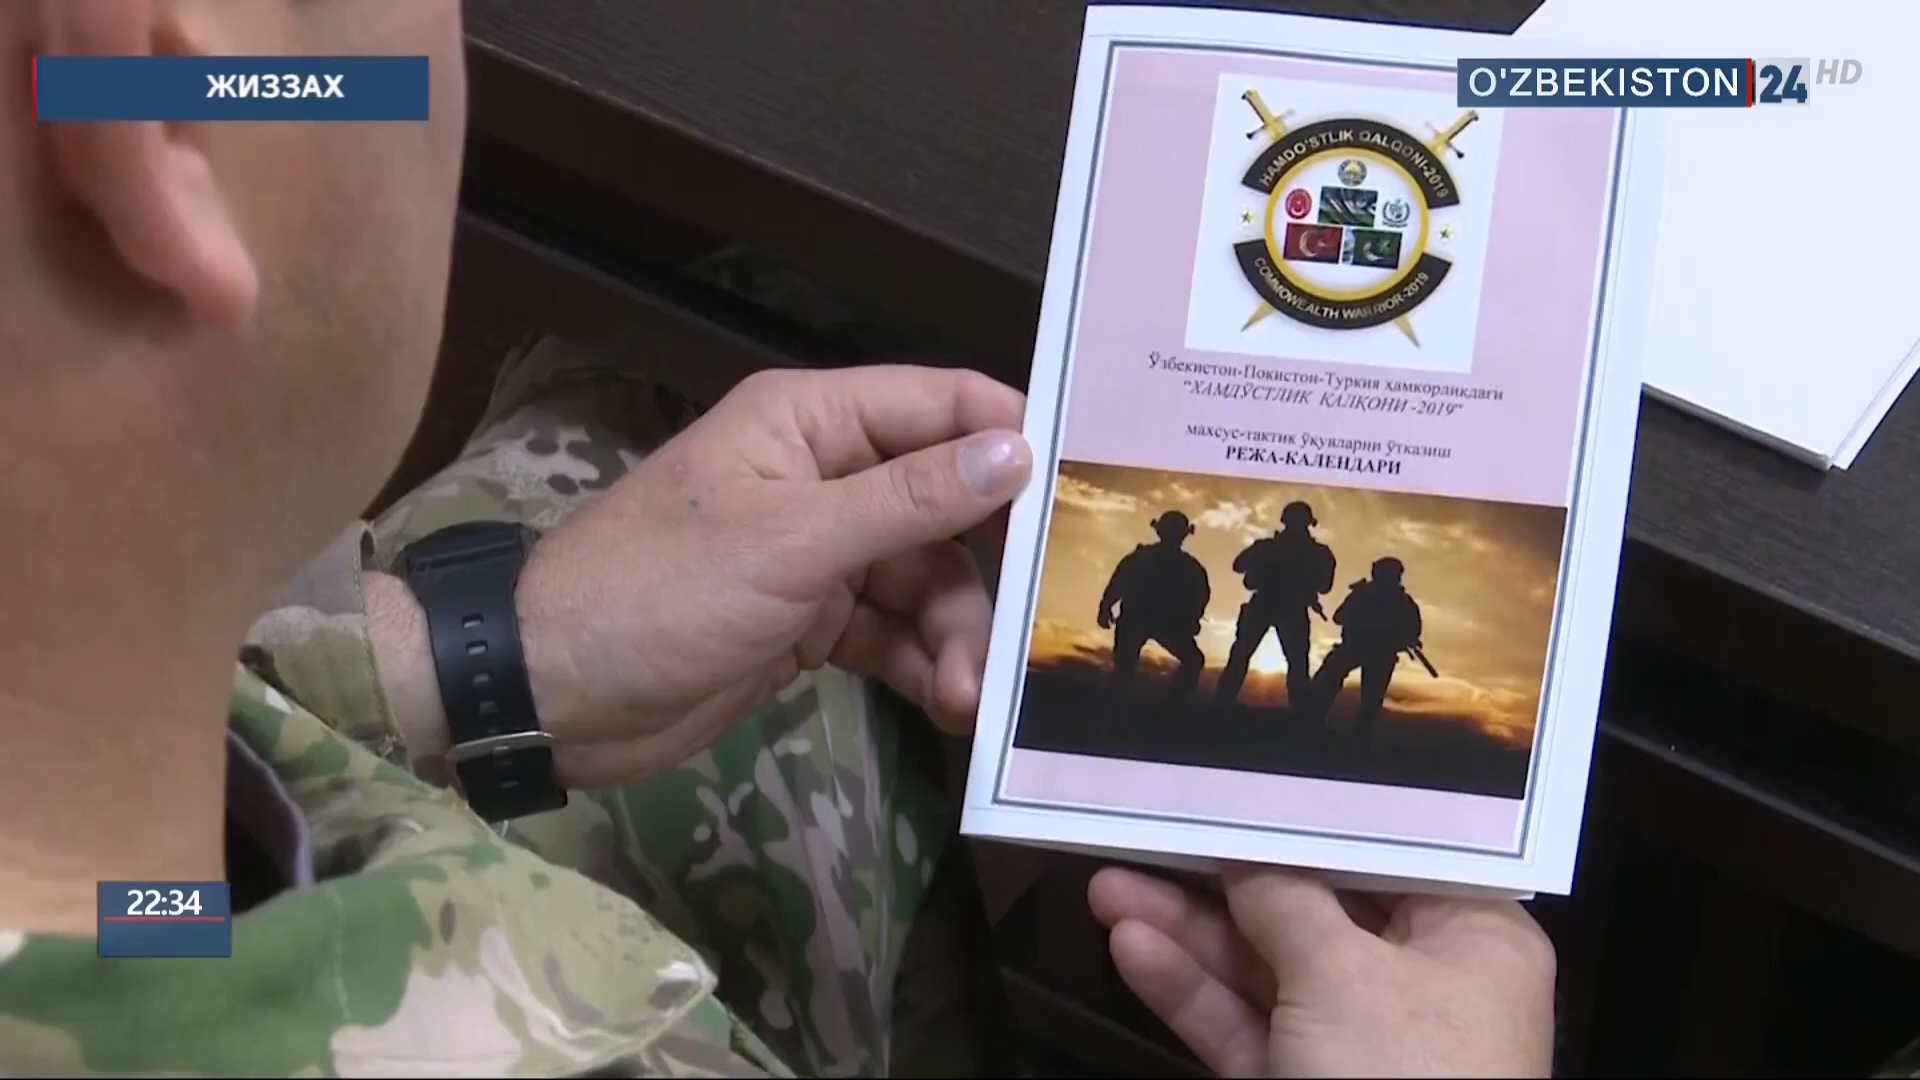 ЖИЗЗАХ
O'ZBEKISTON 24 HD
HAMDO'STLIK QALQONI-2019
COMMOWEALTH WARRIOR-2019
Ўзбекистон-Покистон-Туркия ҳамкорликдаги
"ҲАМДЎСТЛИК ҚАЛҚОНИ -2019"
махсус-тактик ўқувларни ўтказиш
РЕЖА-КАЛЕНДАРИ
22:34